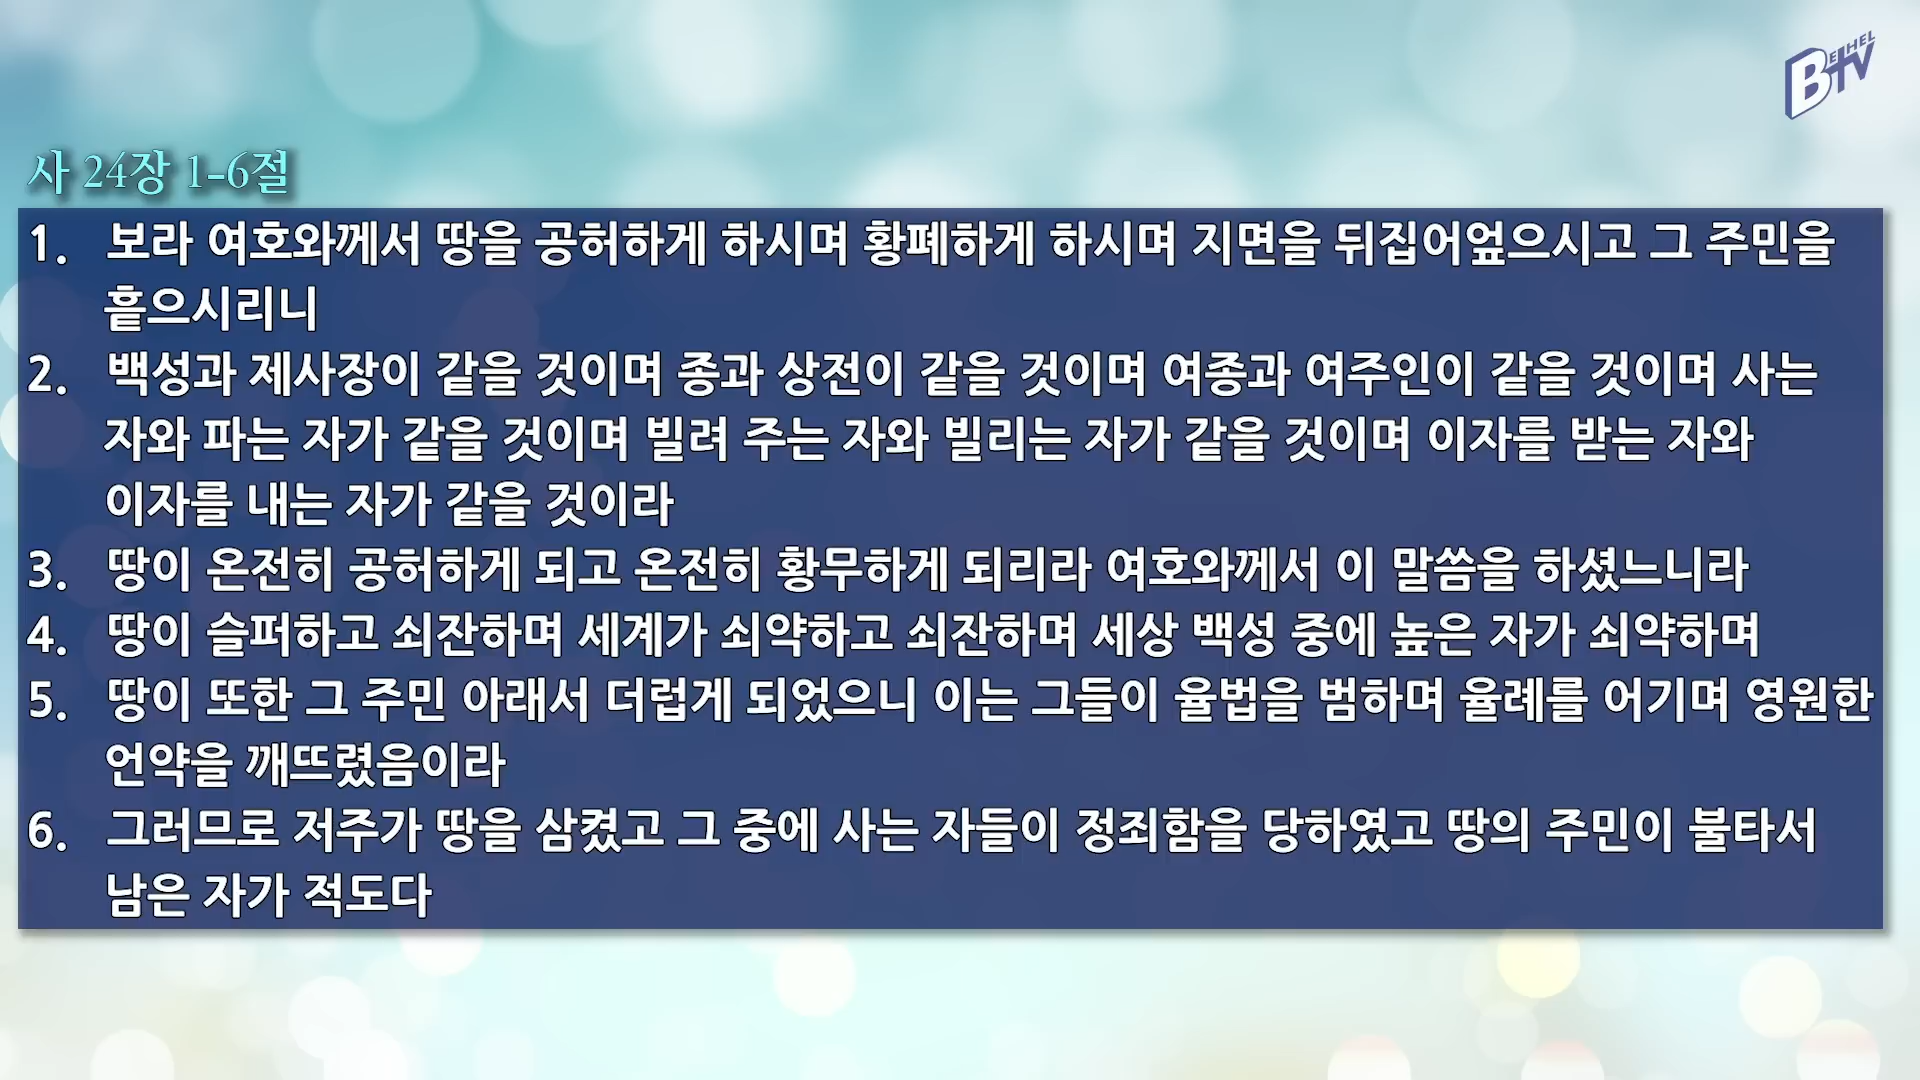 BETHEL TV
사 24장 1-6절
1. 보라 여호와께서 땅을 공허하게 하시며 황폐하게 하시며 지면을 뒤집어엎으시고 그 주민을
흩으시리니
2. 백성과 제사장이 같을 것이며 종과 상전이 같을 것이며 여종과 여주인이 같을 것이며 사는
자와 파는 자가 같을 것이며 빌려 주는 자와 빌리는 자가 같을 것이며 이자를 받는 자와
이자를 내는 자가 같을 것이라
3. 땅이 온전히 공허하게 되고 온전히 황무하게 되리라 여호와께서 이 말씀을 하셨느니라
4. 땅이 슬퍼하고 쇠잔하며 세계가 쇠약하고 쇠잔하며 세상 백성 중에 높은 자가 쇠약하며
5. 땅이 또한 그 주민 아래서 더럽게 되었으니 이는 그들이 율법을 범하며 율례를 어기며 영원한
언약을 깨뜨렸음이라
6. 그러므로 저주가 땅을 삼켰고 그 중에 사는 자들이 정죄함을 당하였고 땅의 주민이 불타서
남은 자가 적도다